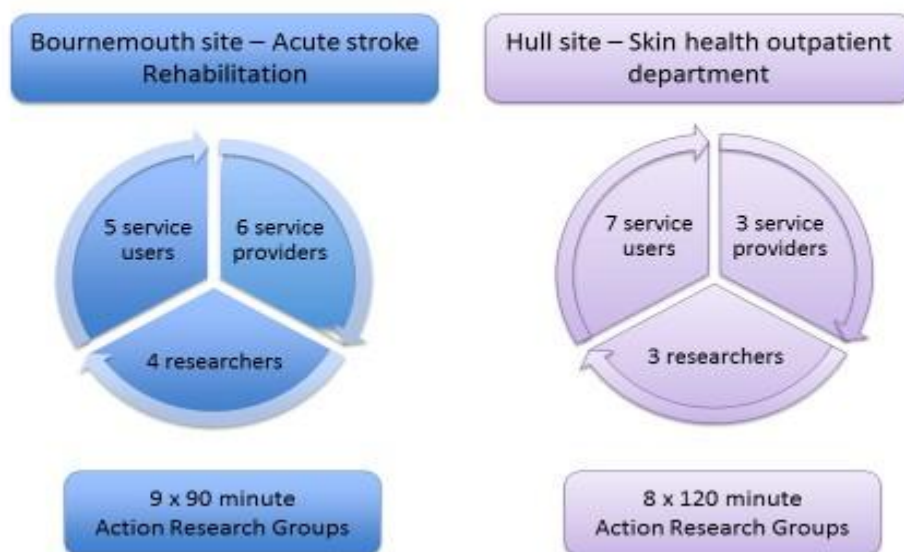 Bournemouth site – Acute stroke
Rehabilitation
5 service
users
6 service
providers
4 researchers
9 x 90 minute
Action Research Groups
Hull site – Skin health outpatient
department
7 service
users
3 service
providers
3 researchers
8 x 120 minute
Action Research Groups